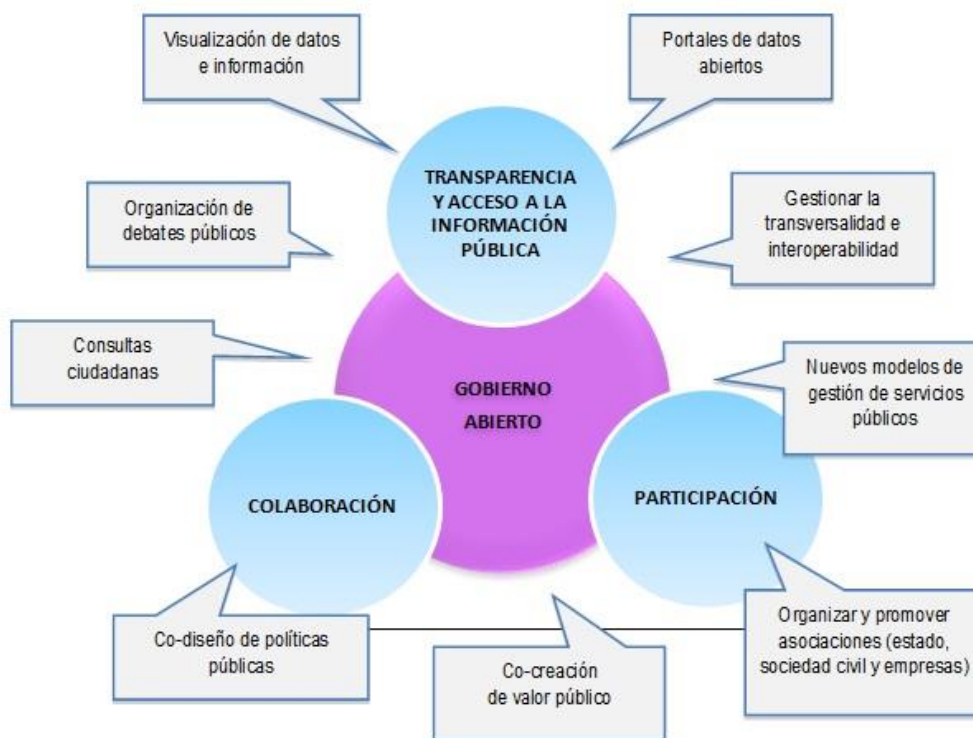 Visualización de datos
e información
Portales de datos
abiertos
TRANSPARENCIA
Y ACCESO A LA
INFORMACIÓN
PÚBLICA
Organización de
debates públicos
Gestionar la
transversalidad e
interoperabilidad
Consultas
ciudadanas
GOBIERNO
ABIERTO
Nuevos modelos de
gestión de servicios
públicos
COLABORACIÓN
PARTICIPACIÓN
Co-diseño de políticas
públicas
Co-creación
de valor público
Organizar y promover
asociaciones (estado,
sociedad civil y empresas)